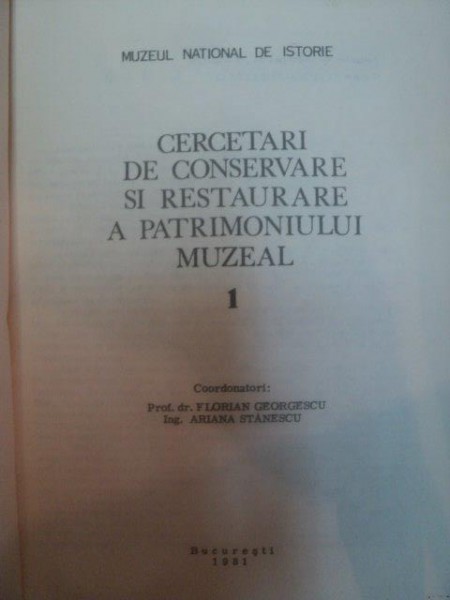 MUZEUL NATIONAL DE ISTORIE
CERCETARI
DE CONSERVARE
SI RESTAURARE
A PATRIMONIULUI
MUZEAL
1
Coordonatori:
Prof. dr. FLORIAN GEORGESCU
Ing. ARIANA STĂNESCU
București
1981